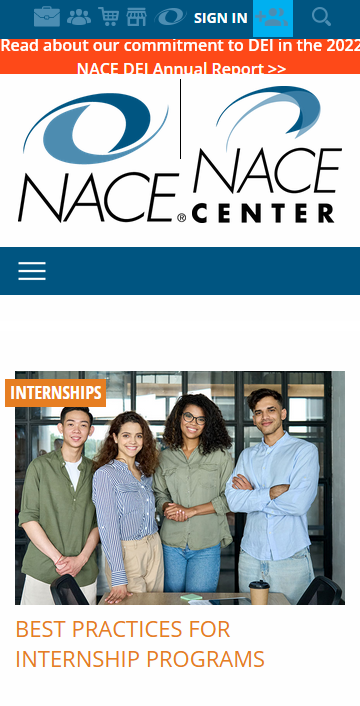 SIGN IN
Read about our commitment to DEI in the 2022
NACE DEI Annual Report >>
NACE®
NACE
CENTER
INTERNSHIPS
BEST PRACTICES FOR
INTERNSHIP PROGRAMS